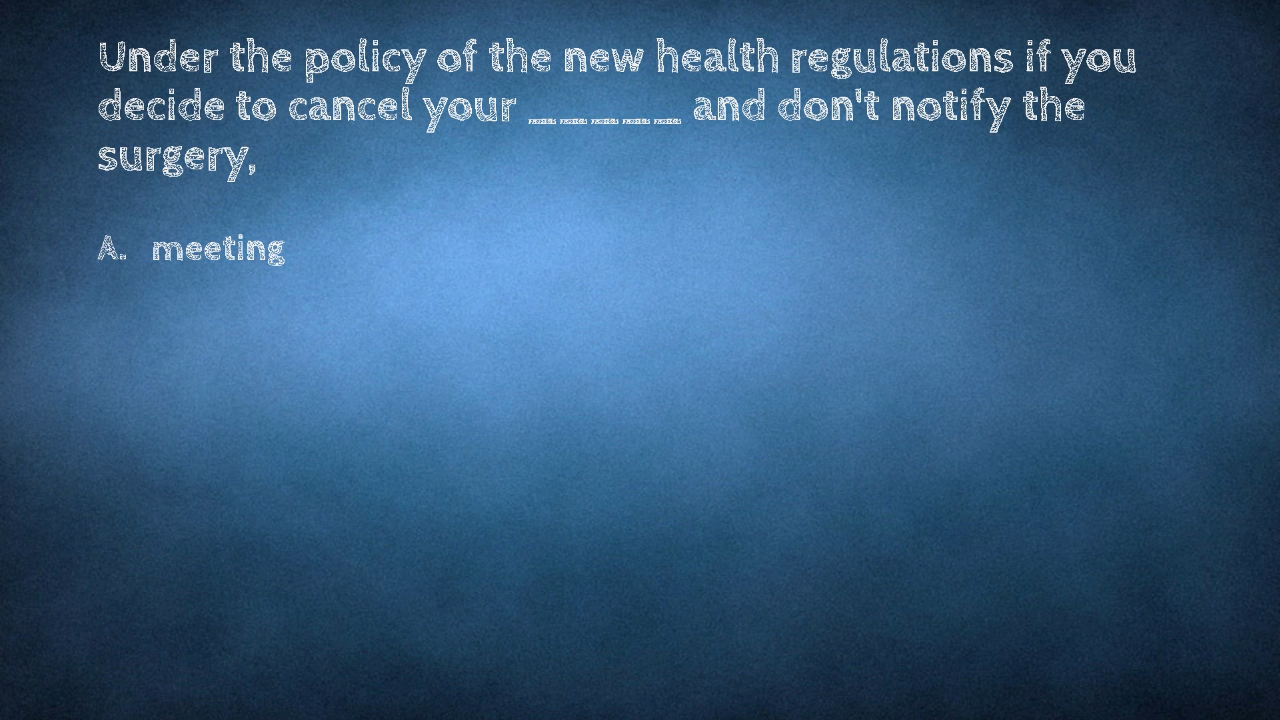 Under the policy of the new health regulations if you
decide to cancel your _ _ _ _ _ and don't notify the
surgery,
A. meeting